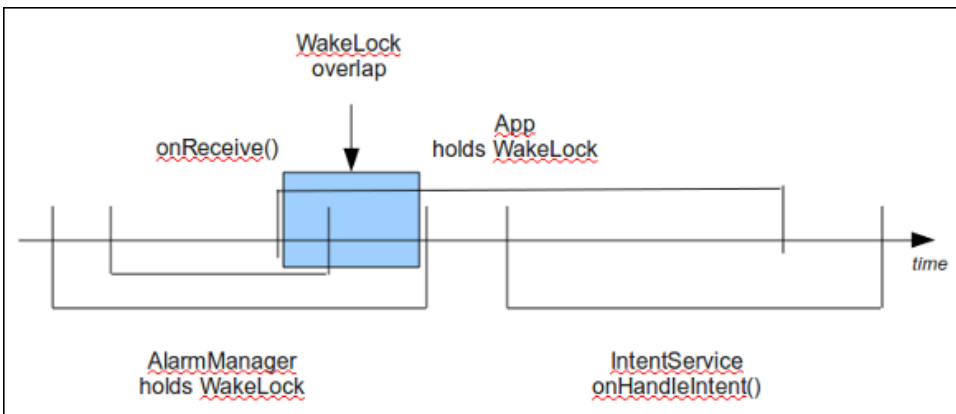 WakeLock
overlap
onReceive()
App
holds WakeLock
time
AlarmManager
holds WakeLock
IntentService
onHandleIntent()